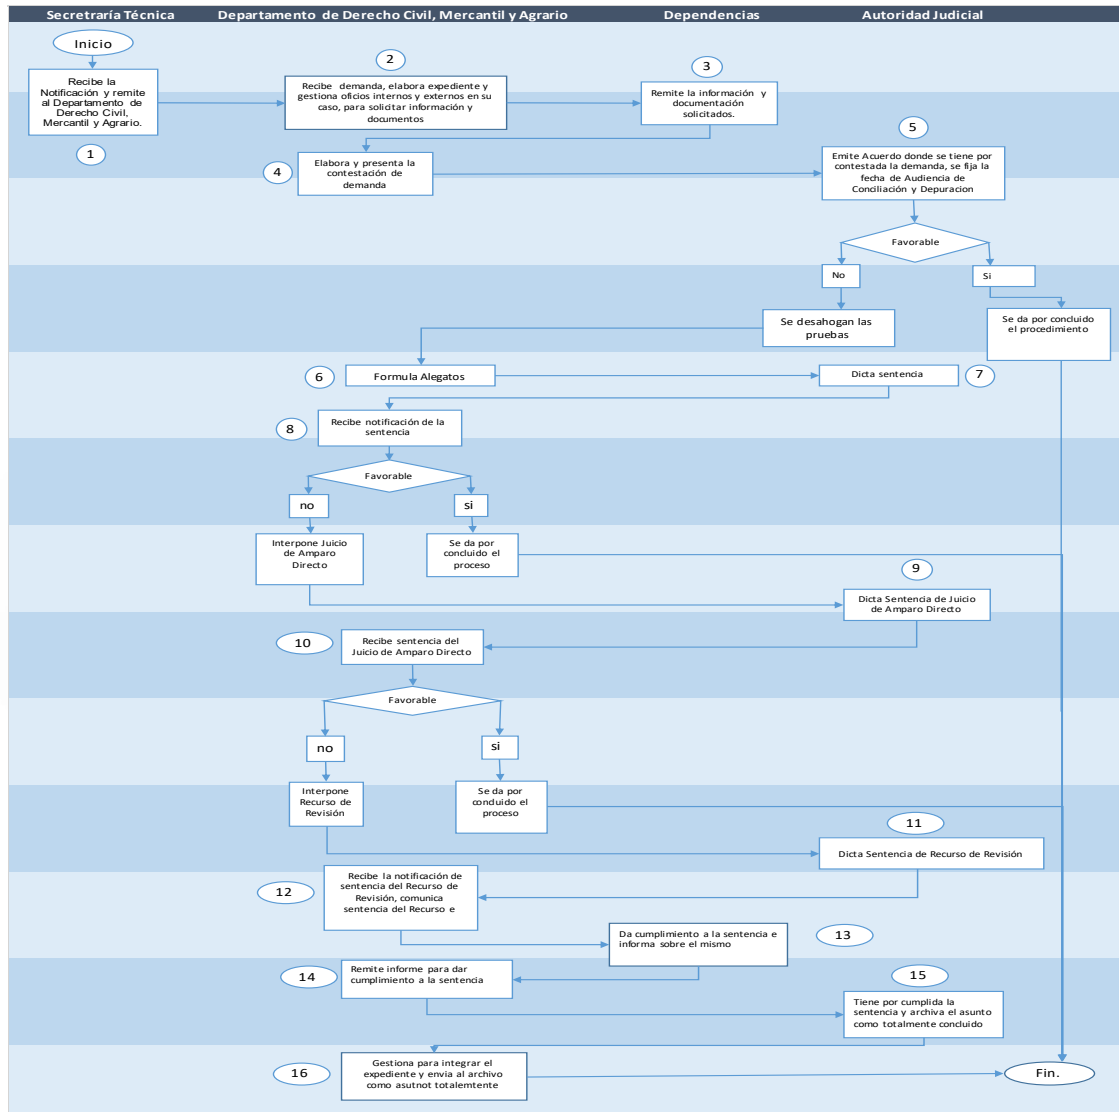 Secretraría Técnica
Departamento de Derecho Civil, Mercantil y Agrario
Dependencias
Autoridad Judicial
Inicio
2
3
Recibe la
Notificación y remite
al Departamento de
Derecho Civil,
Mercantil y Agrario.
Recibe demanda, elabora expediente y
gestiona oficios internos y externos en su
caso, para solicitar información y
documentos
Remite la información y
documentación
solicitados.
5
1
4
Elabora y presenta la
contestación de
demanda
Emite Acuerdo donde se tiene por
contestada la demanda, se fija la
fecha de Audiencia de
Conciliación y Depuracion
Favorable
No
Si
Se desahogan las
pruebas
Se da por concluido
el procedimiento
6
Formula Alegatos
Dicta sentencia
7
8
Recibe notificación de la
sentencia
Favorable
no
si
Interpone Juicio
de Amparo
Directo
Se da por
concluido el
proceso
9
Dicta Sentencia de Juicio
de Amparo Directo
10
Recibe sentencia del
Juicio de Amparo Directo
Favorable
no
si
Interpone
Recurso de
Revisión
Se da por
concluido el
proceso
11
Dicta Sentencia de Recurso de Revisión
12
Recibe la notificación de
sentencia del Recurso de
Revisión, comunica
sentencia del Recurso e
Da cumplimiento a la sentencia e
informa sobre el mismo
13
14
Remite informe para dar
cumplimiento a la sentencia
15
Tiene por cumplida la
sentencia y archiva el asunto
como totalmente concluido
16
Gestiona para integrar el
expediente y envia al archivo
como asutnot totalemtente
Fin.